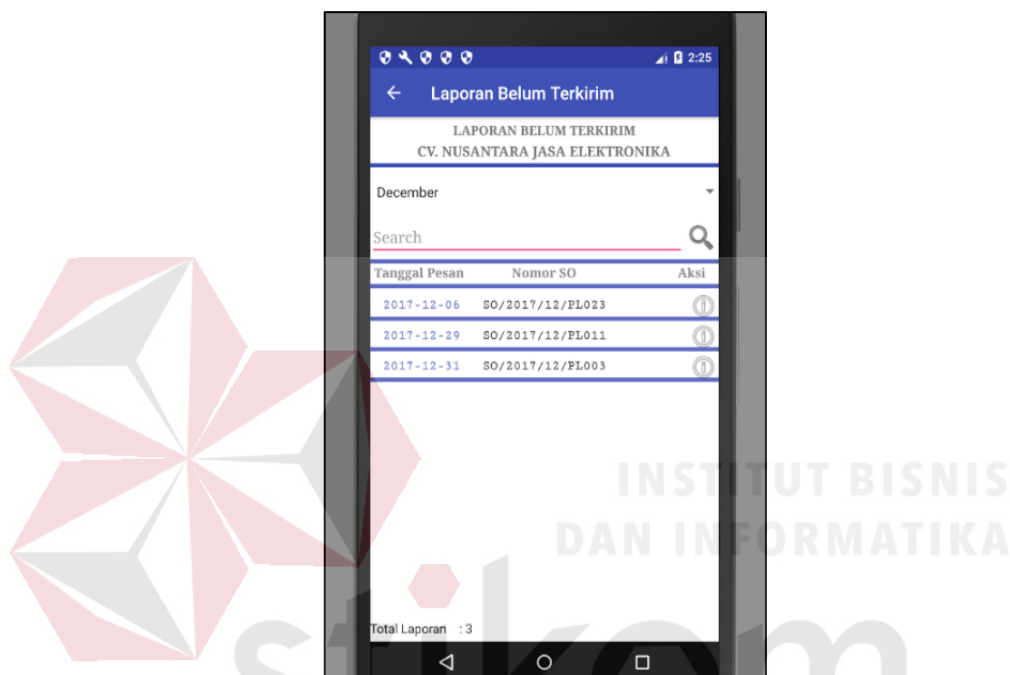 2:25
Laporan Belum Terkirim
LAPORAN BELUM TERKIRIM
CV. NUSANTARA JASA ELEKTRONIKA
December
Search
Tanggal Pesan Nomor SO Aksi
2017-12-06 SO/2017/12/PL023
2017-12-29 SO/2017/12/PL011
2017-12-31 SO/2017/12/PL003
INSTITUT BISNIS
DAN INFORMATIKA
stikom
Total Laporan : 3